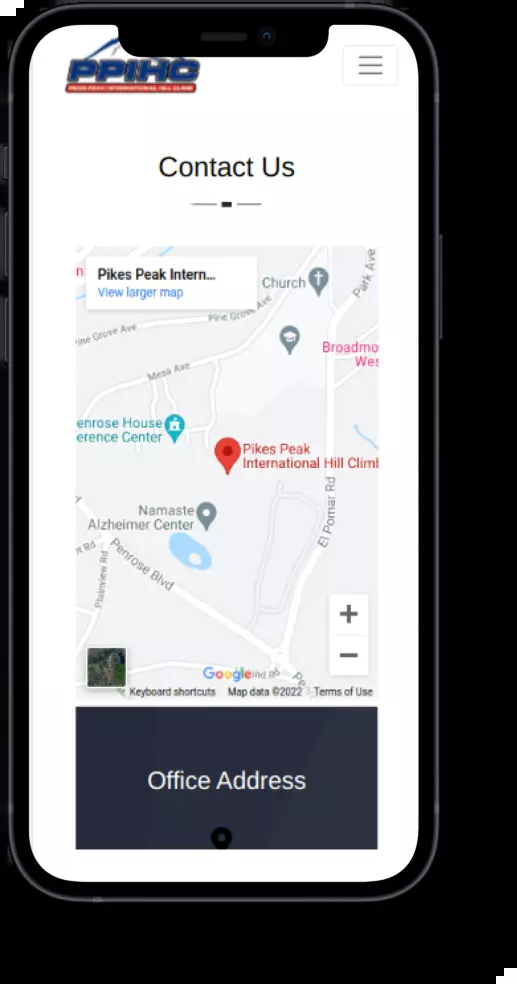 PPIHC
PIKES PEAK INTERNATIONAL HILL CLIMB
Contact Us
Pikes Peak Intern...
View larger map
Church
Park Ave
Pine Grove Ave
ine Grove Ave
Broadmo
Wes
Mesa Ave
enrose House
erence Center
Pikes Peak
International Hill Climb
El Pomar Rd
Namaste
Alzheimer Center
Penrose Blvd
nt Rd
Plainview Rd
Google
Keyboard shortcuts Map data ©2022 Terms of Use
Office Address